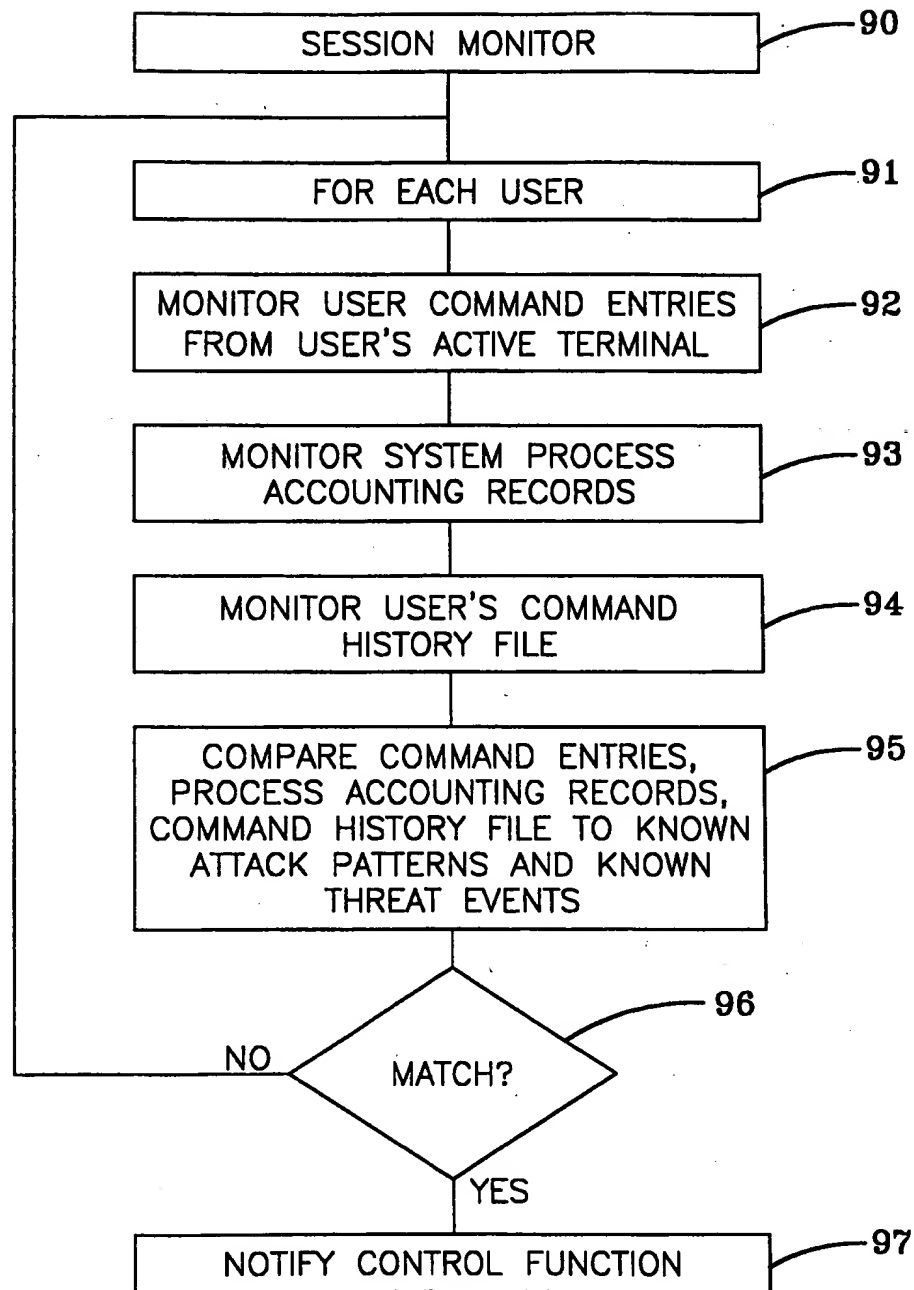 SESSION MONITOR
90
FOR EACH USER
91
MONITOR USER COMMAND ENTRIES
FROM USER'S ACTIVE TERMINAL
92
MONITOR SYSTEM PROCESS
ACCOUNTING RECORDS
93
MONITOR USER'S COMMAND
HISTORY FILE
94
COMPARE COMMAND ENTRIES,
PROCESS ACCOUNTING RECORDS,
COMMAND HISTORY FILE TO KNOWN
ATTACK PATTERNS AND KNOWN
THREAT EVENTS
95
96
NO
MATCH?
YES
NOTIFY CONTROL FUNCTION
97